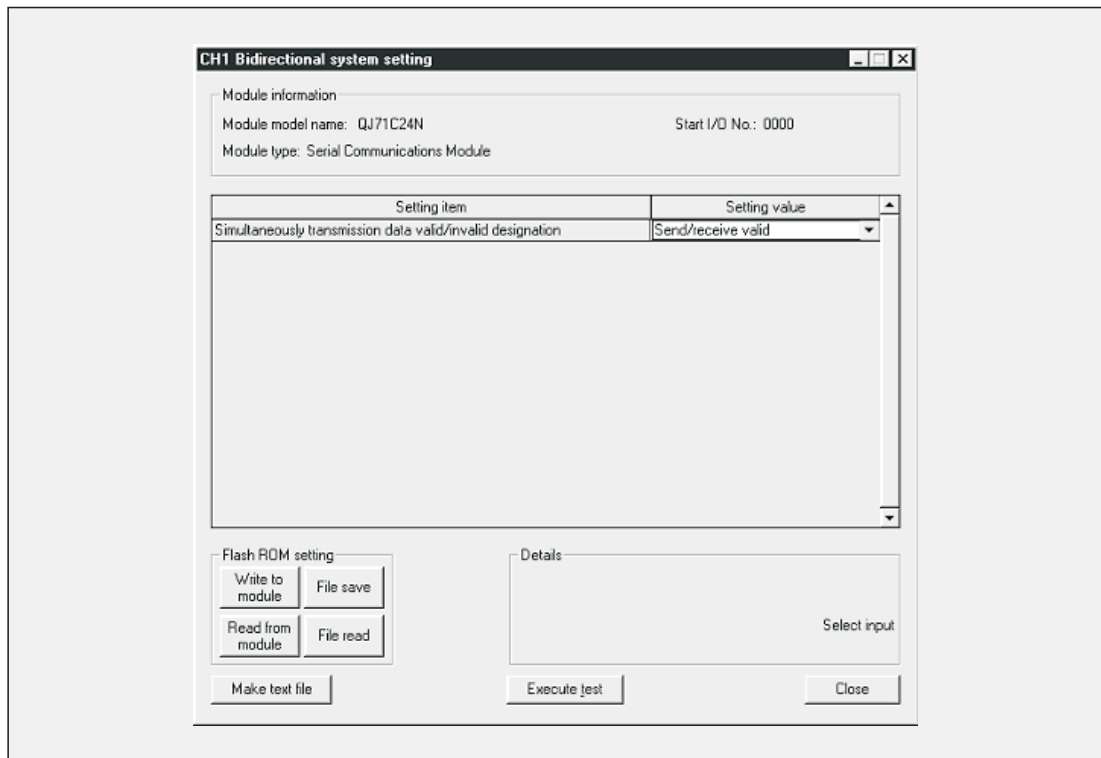 CH1 Bidirectional system setting
Module information
Module model name: QJ71C24N Start I/O No.: 0000
Module type: Serial Communications Module
Setting item Setting value
Simultaneously transmission data valid/invalid designation Send/receive valid
Flash ROM setting
Write to module
File save
Read from module
File read
Details
Select input
Make text file Execute test Close